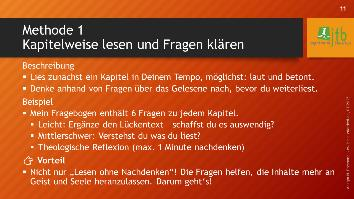 11
Methode 1
Kapitelweise lesen und Fragen klären
jtb
Beschreibung
▪ Lies zunächst ein Kapitel in Deinem Tempo, möglichst: laut und betont.
▪ Denke anhand von Fragen über das Gelesene nach, bevor du weiterliest.
Beispiel
▪ Mein Fragebogen enthält 6 Fragen zu jedem Kapitel.
▪ Leicht: Ergänze den Lückentext – schaffst du es auswendig?
▪ Mittlerschwer: Verstehst du was du liest?
▪ Theologische Reflexion (max. 1 Minute nachdenken)
Vorteil
▪ Nicht nur „Lesen ohne Nachdenken“! Die Fragen helfen, die Inhalte mehr an
Geist und Seele heranzulassen. Darum geht's!